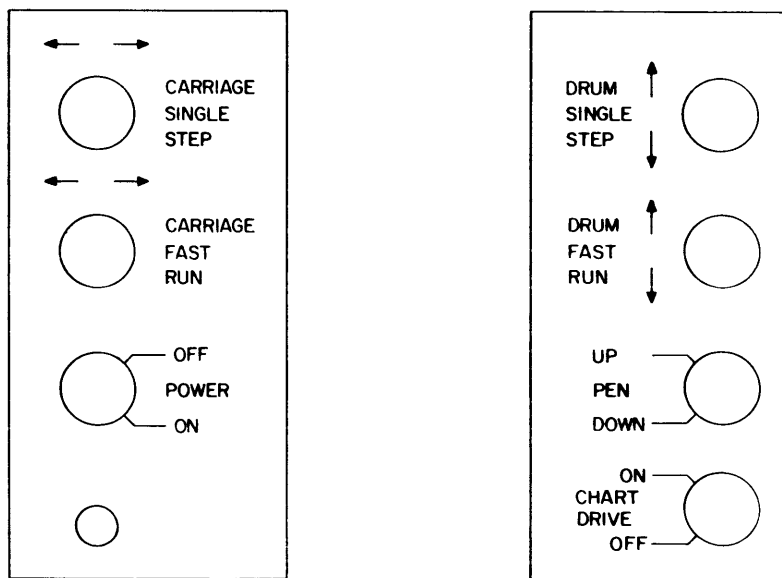 CARRIAGE
SINGLE
STEP
CARRIAGE
FAST
RUN
OFF
POWER
ON
DRUM
SINGLE
STEP
DRUM
FAST
RUN
UP
PEN
DOWN
ON
CHART
DRIVE
OFF